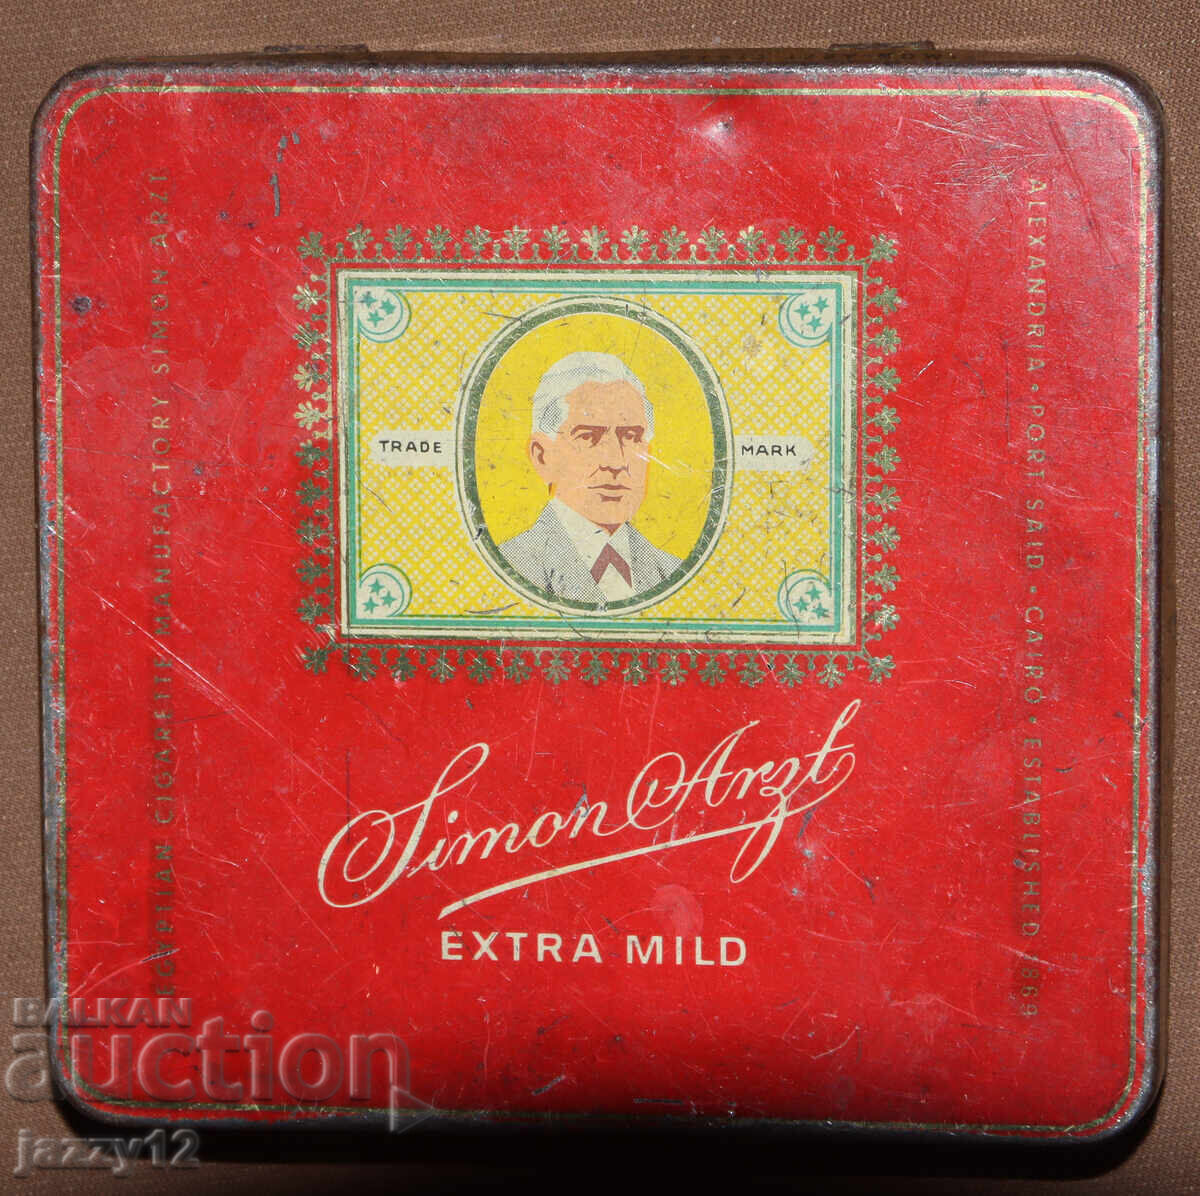 EGYPTIAN CIGARETTE MANUFACTORY SIMON ARZT
ALEXANDRIA • PORT SAID • CAIRO • ESTABLISHED 1869
TRADE MARK
Simon Arzt
EXTRA MILD
BALKAN
auction
jazzy12